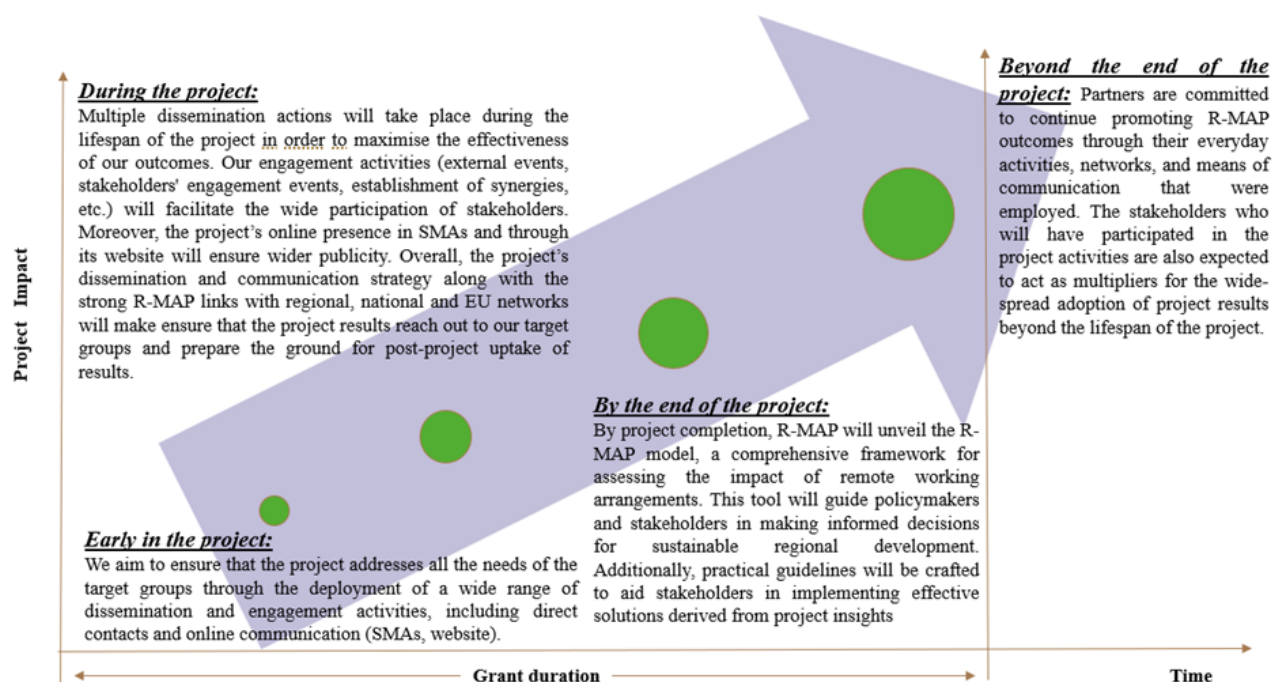 During the project:
Multiple dissemination actions will take place during the
lifespan of the project in order to maximise the effectiveness
of our outcomes. Our engagement activities (external events,
stakeholders' engagement events, establishment of synergies,
etc.) will facilitate the wide participation of stakeholders.
Moreover, the project's online presence in SMAs and through
its website will ensure wider publicity. Overall, the project's
dissemination and communication strategy along with the
strong R-MAP links with regional, national and EU networks
will make ensure that the project results reach out to our target
groups and prepare the ground for post-project uptake of
results.
Early in the project:
We aim to ensure that the project addresses all the needs of the
target groups through the deployment of a wide range of
dissemination and engagement activities, including direct
contacts and online communication (SMAs, website).
By the end of the project:
By project completion, R-MAP will unveil the R-
MAP model, a comprehensive framework for
assessing the impact of remote working
arrangements. This tool will guide policymakers
and stakeholders in making informed decisions
for sustainable regional development.
Additionally, practical guidelines will be crafted
to aid stakeholders in implementing effective
solutions derived from project insights
Beyond the end of the
project: Partners are committed
to continue promoting R-MAP
outcomes through their everyday
activities, networks, and means of
communication that were
employed. The stakeholders who
will have participated in the
project activities are also expected
to act as multipliers for the wide-
spread adoption of project results
beyond the lifespan of the project.
Project Impact
Grant duration
Time